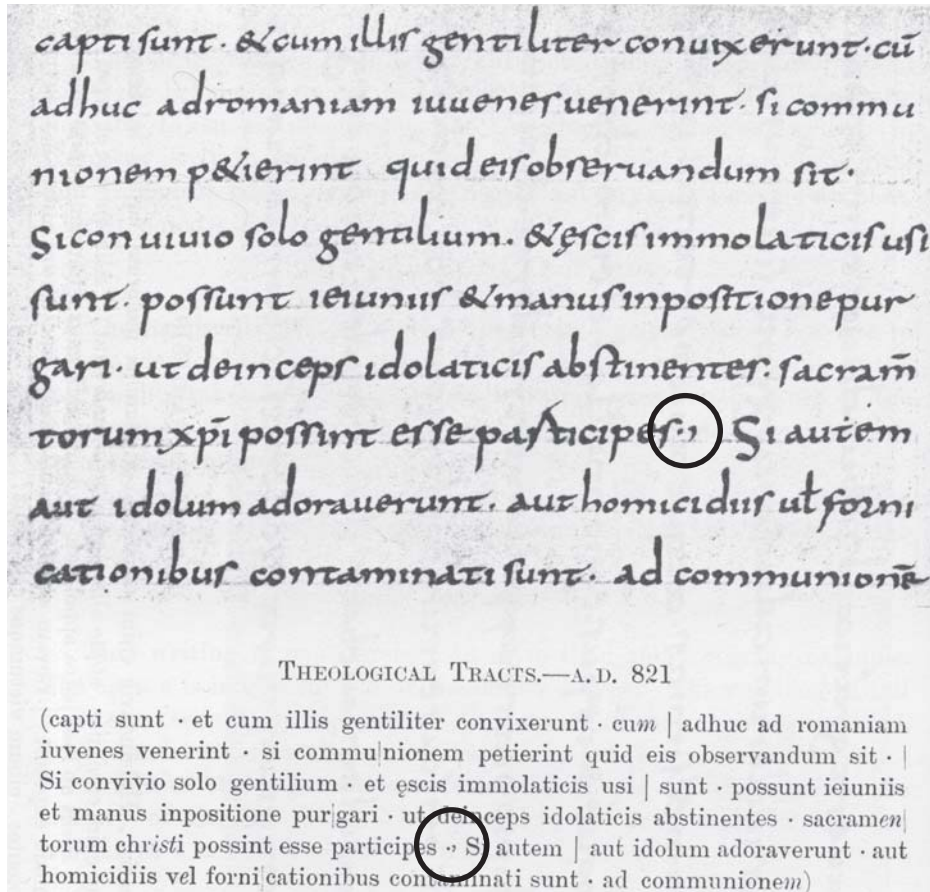 capti sunt · & cum illis gentiliter conuixerunt · cū
adhuc adromaniam iuuenes uenerint · si commu
nionem p&ierint quid eis obseruandum sit ·
Si conuiuio solo gentilium · & ęscis immolaticis usi
sunt · possunt ieiuniis & manus inpositione pur
gari · ut deinceps idolaticis abstinentes · sacram̄
torum xp̄i possint esse participes ·, Si autem
aut idolum adorauerunt · aut homicidiis ut̄ forni
cationibus contaminati sunt · ad communionē
THEOLOGICAL TRACTS.—A. D. 821
(capti sunt · et cum illis gentiliter convixerunt · cum | adhuc ad romaniam
iuvenes venerint · si commu|nionem petierint quid eis observandum sit · |
Si convivio solo gentilium · et ęscis immolaticis usi | sunt · possunt ieiuniis
et manus inpositione pur|gari · ut deinceps idolaticis abstinentes · sacramen|
torum christi possint esse participes ·, Si autem | aut idolum adoraverunt · aut
homicidiis vel forni|cationibus contaminati sunt · ad communionem)